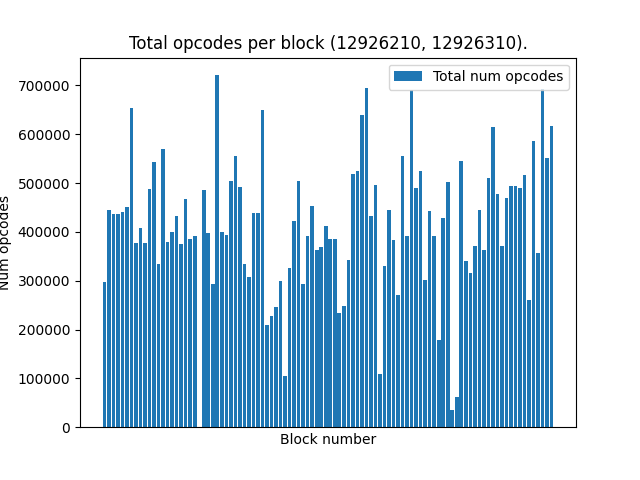 Total opcodes per block (12926210, 12926310).
Total num opcodes
700000
600000
500000
400000
300000
200000
100000
0
Num opcodes
Block number